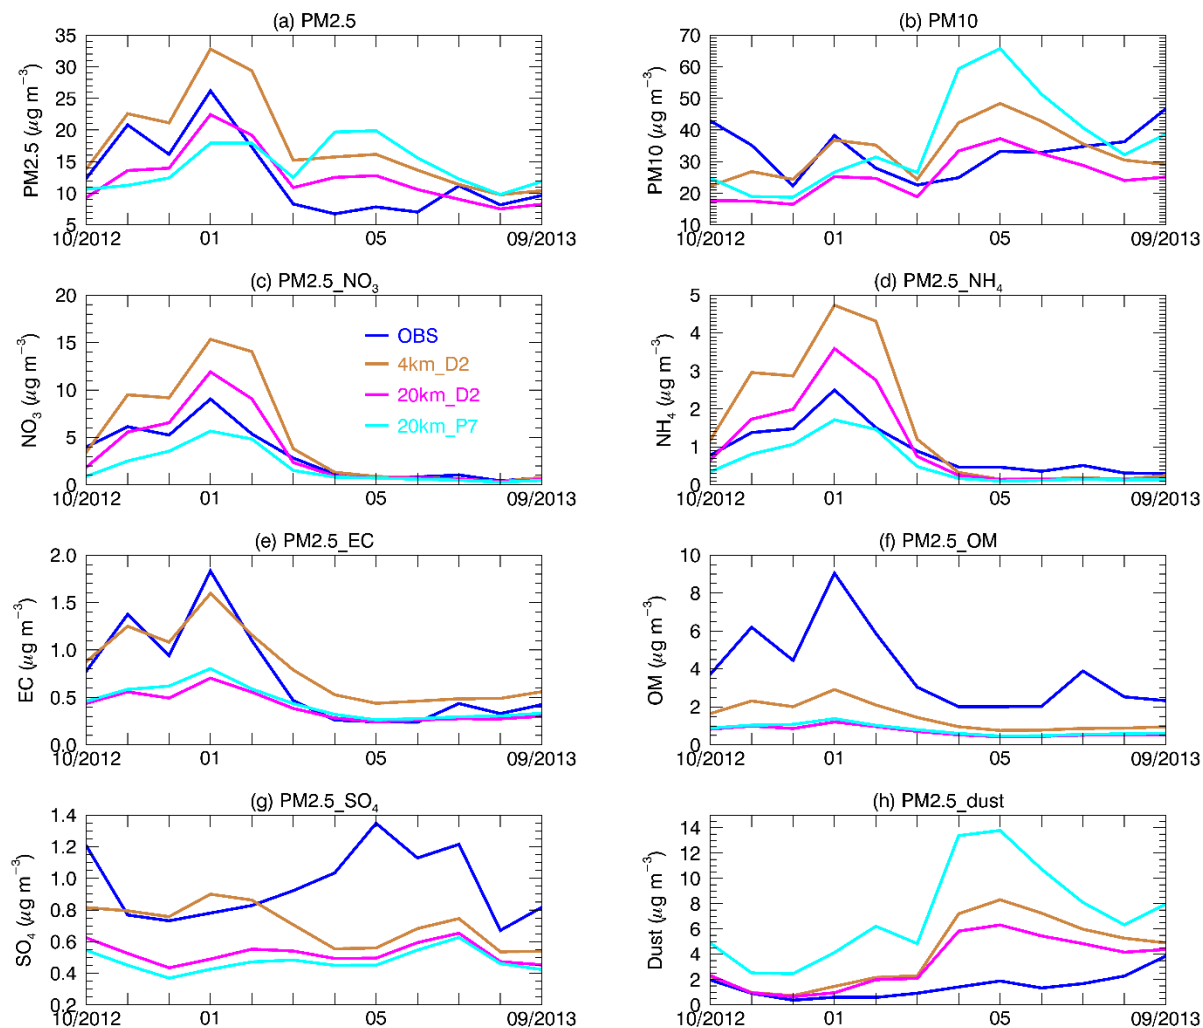 (a) PM2.5
PM2.5 (μg m⁻³)
35
30
25
20
15
10
5
10/2012 01 05 09/2013
(b) PM10
PM10 (μg m⁻³)
70
60
50
40
30
20
10
10/2012 01 05 09/2013
(c) PM2.5_NO₃
NO₃ (μg m⁻³)
20
15
10
5
0
OBS
4km_D2
20km_D2
20km_P7
10/2012 01 05 09/2013
(d) PM2.5_NH₄
NH₄ (μg m⁻³)
5
4
3
2
1
0
10/2012 01 05 09/2013
(e) PM2.5_EC
EC (μg m⁻³)
2.0
1.5
1.0
0.5
0.0
10/2012 01 05 09/2013
(f) PM2.5_OM
OM (μg m⁻³)
10
8
6
4
2
0
10/2012 01 05 09/2013
(g) PM2.5_SO₄
SO₄ (μg m⁻³)
1.4
1.2
1.0
0.8
0.6
0.4
0.2
10/2012 01 05 09/2013
(h) PM2.5_dust
Dust (μg m⁻³)
14
12
10
8
6
4
2
0
10/2012 01 05 09/2013